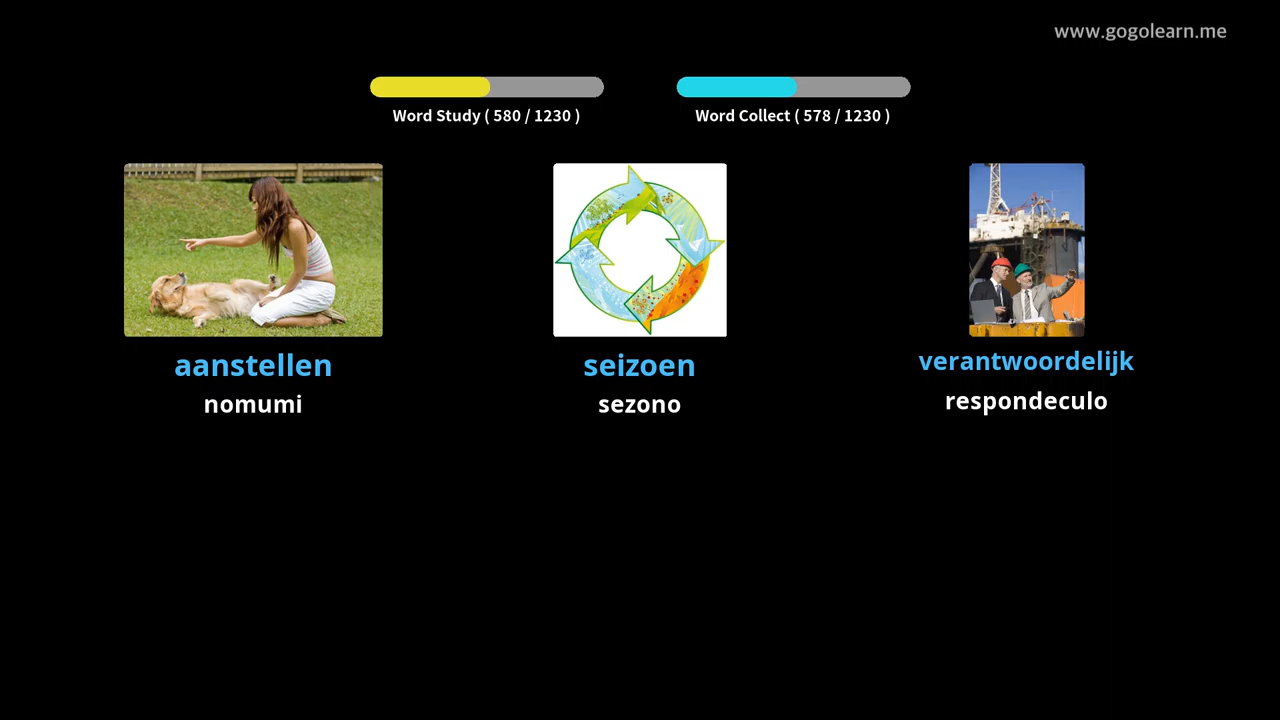 www.gogolearn.me
Word Study ( 580 / 1230 )
Word Collect ( 578 / 1230 )
aanstellen
nomumi
seizoen
sezono
verantwoordelijk
respondeculo